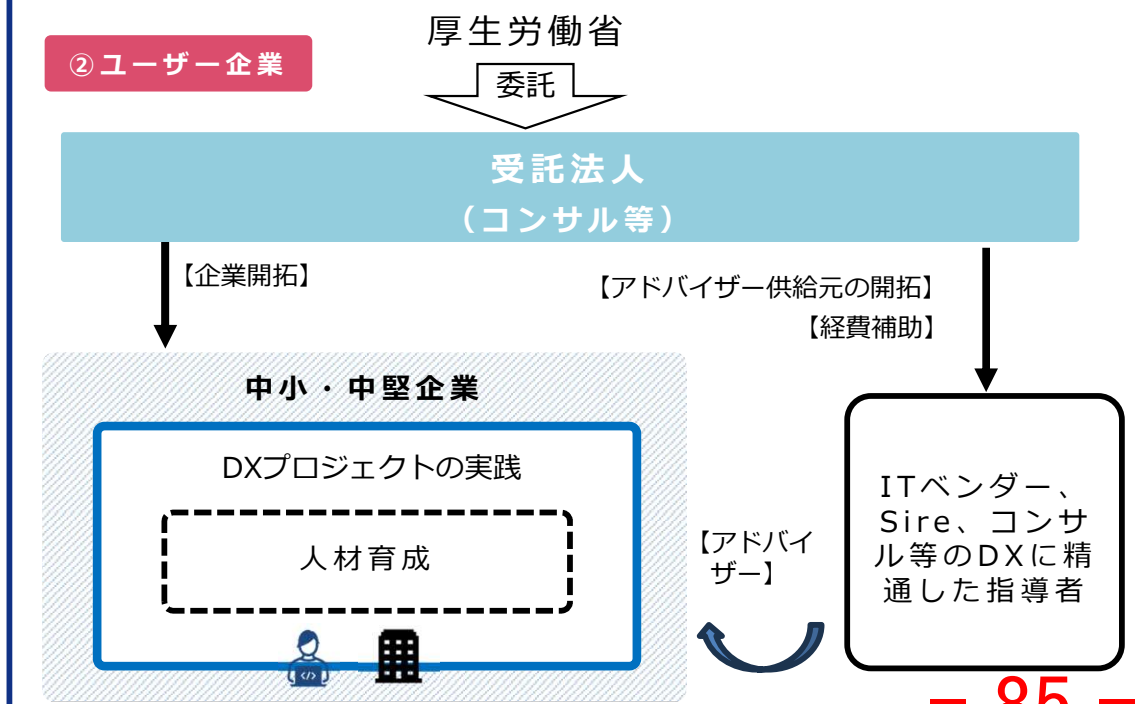 厚生労働省
②ユーザー企業
委託
受託法人
（コンサル等）
【企業開拓】
【アドバイザー供給元の開拓】
【経費補助】
中小・中堅企業
DXプロジェクトの実践
人材育成
【アドバイ
ザー】
ITベンダー、
Sire、コンサ
ル等のDXに精
通した指導者
</>
－ 85 －